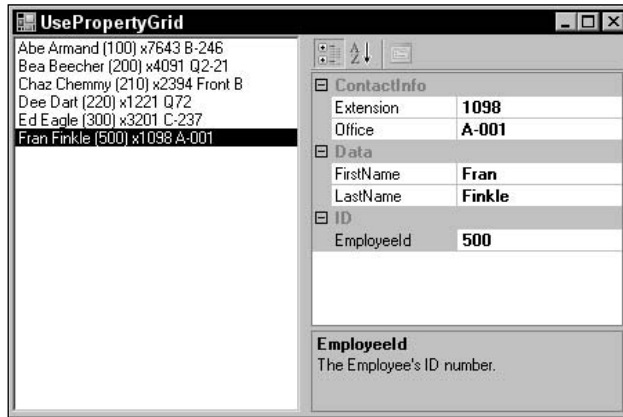 UsePropertyGrid
Abe Armand (100) x7643 B-246
Bea Beecher (200) x4091 Q2-21
Chaz Chemmy (210) x2394 Front B
Dee Dart (220) x1221 Q72
Ed Eagle (300) x3201 C-237
Fran Finkle (500) x1098 A-001
ContactInfo
Extension 1098
Office A-001
Data
FirstName Fran
LastName Finkle
ID
EmployeeId 500
EmployeeId
The Employee's ID number.